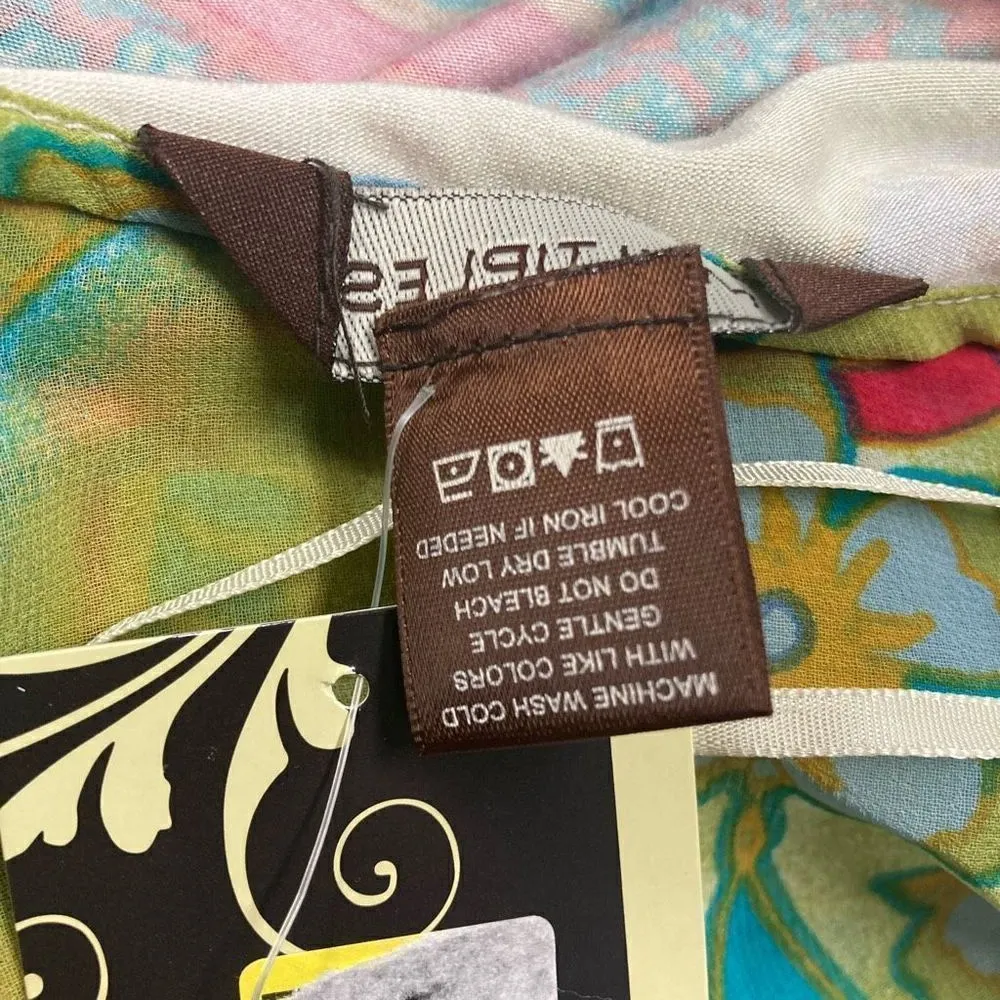 MACHINE WASH COLD
WITH LIKE COLORS
GENTLE CYCLE
DO NOT BLEACH
TUMBLE DRY LOW
COOL IRON IF NEEDED